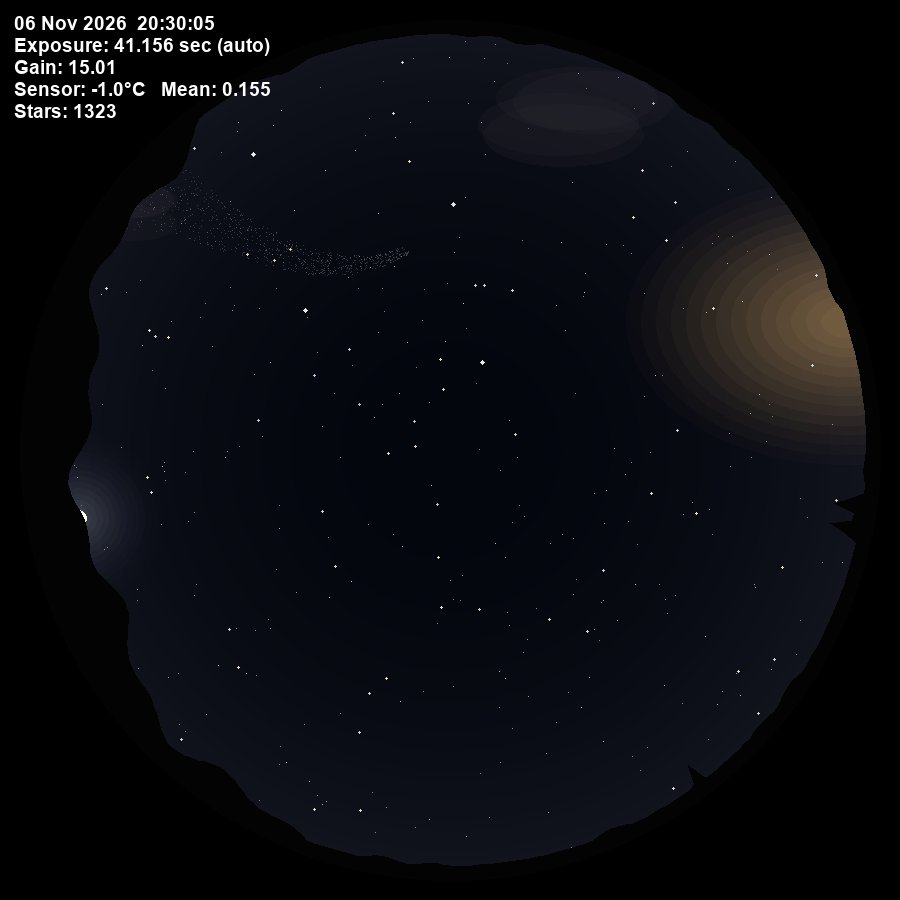 06 Nov 2026  20:30:05
Exposure: 41.156 sec (auto)
Gain: 15.01
Sensor: -1.0°C   Mean: 0.155
Stars: 1323